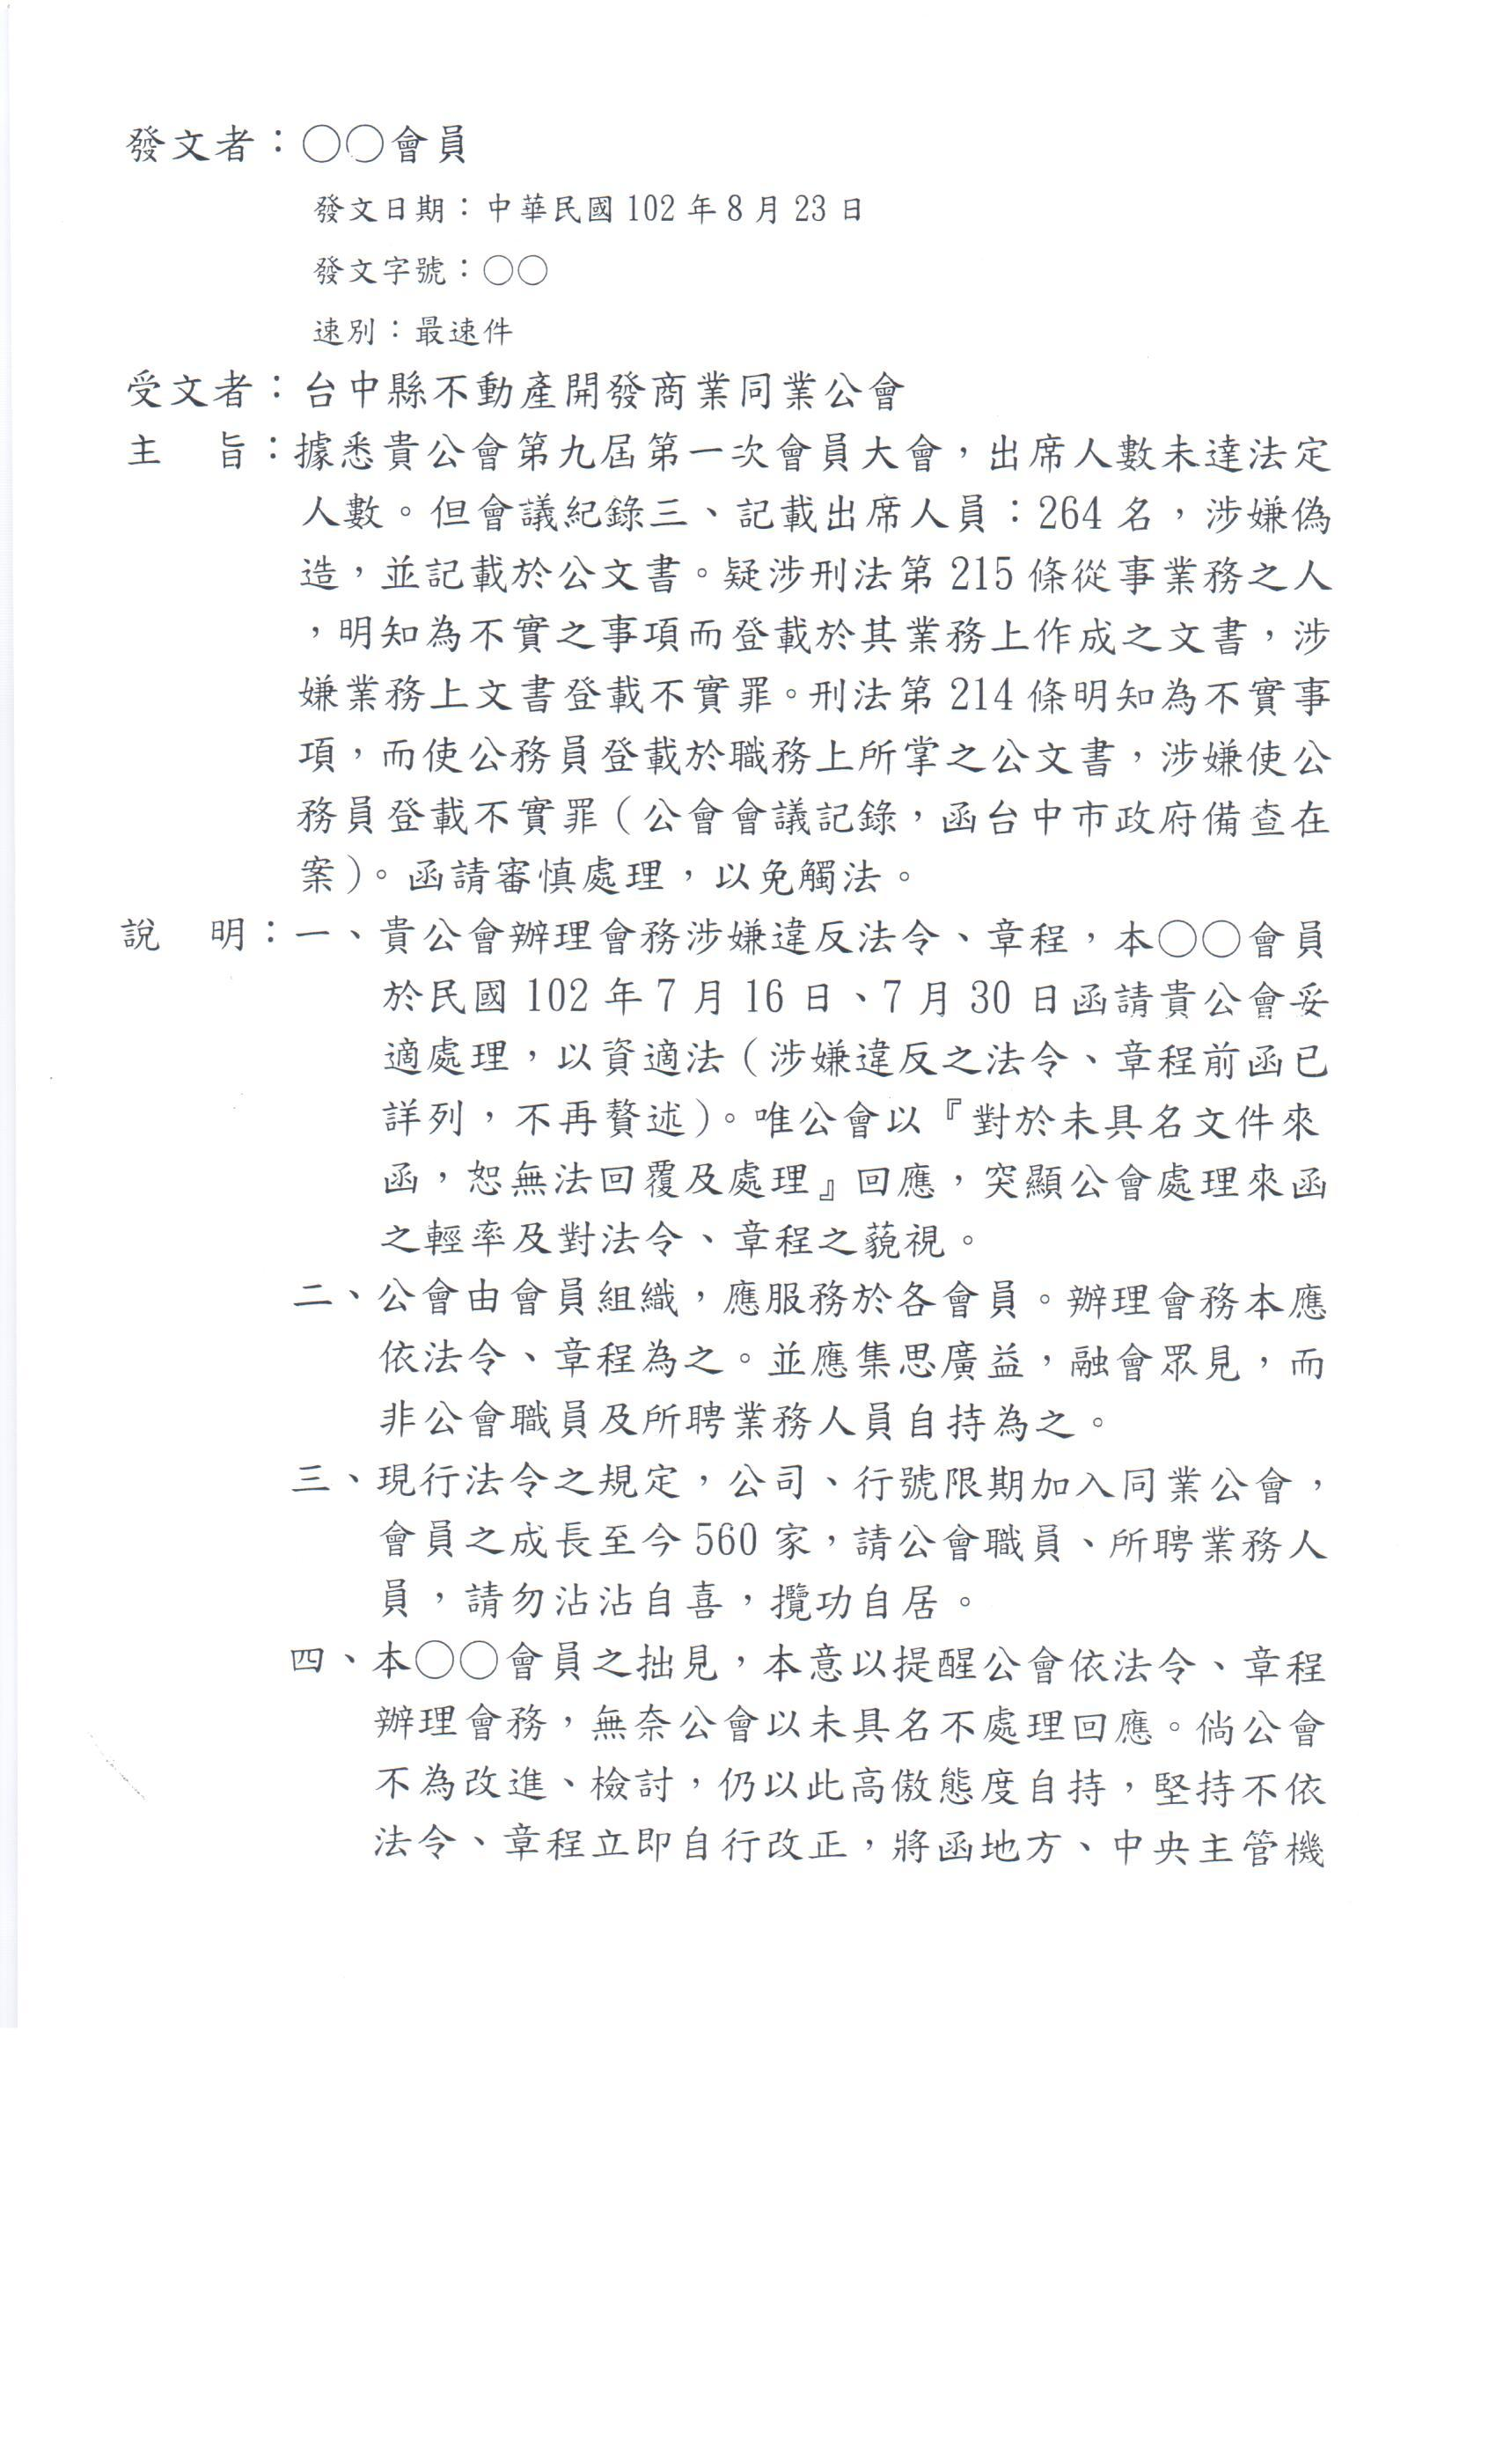 發文者：○○會員
發文日期：中華民國 102 年 8 月 23 日
發文字號：○○
速別：最速件
受文者：台中縣不動產開發商業同業公會
主　旨：據悉貴公會第九屆第一次會員大會，出席人數未達法定
人數。但會議紀錄三、記載出席人員：264 名，涉嫌偽
造，並記載於公文書。疑涉刑法第 215 條從事業務之人
，明知為不實之事項而登載於其業務上作成之文書，涉
嫌業務上文書登載不實罪。刑法第 214 條明知為不實事
項，而使公務員登載於職務上所掌之公文書，涉嫌使公
務員登載不實罪（公會會議記錄，函台中市政府備查在
案）。函請審慎處理，以免觸法。
說　明：一、貴公會辦理會務涉嫌違反法令、章程，本○○會員
於民國 102 年 7 月 16 日、7 月 30 日函請貴公會妥
適處理，以資適法（涉嫌違反之法令、章程前函已
詳列，不再贅述）。唯公會以『對於未具名文件來
函，恕無法回覆及處理』回應，突顯公會處理來函
之輕率及對法令、章程之藐視。
二、公會由會員組織，應服務於各會員。辦理會務本應
依法令、章程為之。並應集思廣益，融會眾見，而
非公會職員及所聘業務人員自持為之。
三、現行法令之規定，公司、行號限期加入同業公會，
會員之成長至今 560 家，請公會職員、所聘業務人
員，請勿沾沾自喜，攬功自居。
四、本○○會員之拙見，本意以提醒公會依法令、章程
辦理會務，無奈公會以未具名不處理回應。倘公會
不為改進、檢討，仍以此高傲態度自持，堅持不依
法令、章程立即自行改正，將函地方、中央主管機